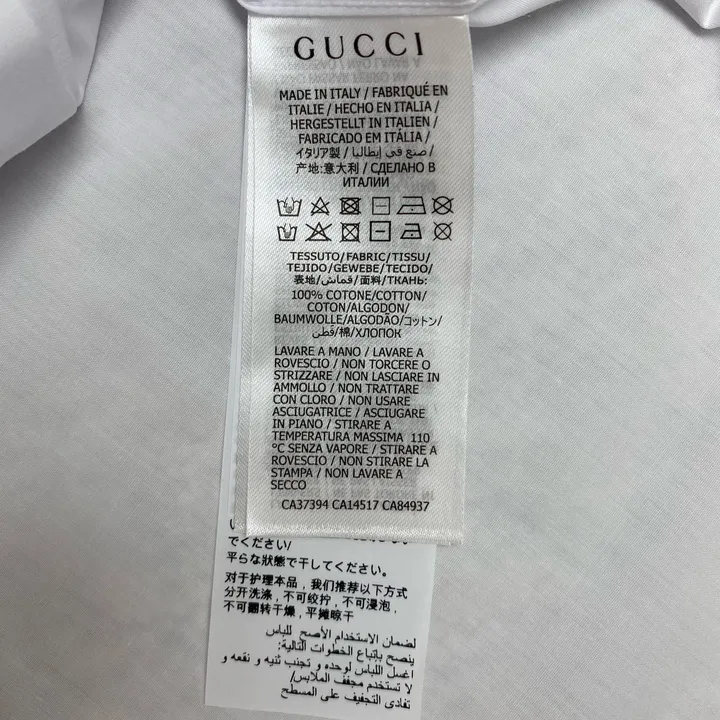 GUCCI
MADE IN ITALY / FABRIQUÉ EN
ITALIE / HECHO EN ITALIA /
HERGESTELLT IN ITALIEN /
FABRICADO EM ITÁLIA /
イタリア製 / صنع في إيطاليا /
产地:意大利 / СДЕЛАНО В
ИТАЛИИ
TESSUTO/FABRIC/TISSU/
TEJIDO/GEWEBE/TECIDO/
表地/قماش/面料/ТКАНЬ:
100% COTONE/COTTON/
COTON/ALGODON/
BAUMWOLLE/ALGODÃO/コットン/
قطن/棉/ХЛОПОК
LAVARE A MANO / LAVARE A
ROVESCIO / NON TORCERE O
STRIZZARE / NON LASCIARE IN
AMMOLLO / NON TRATTARE
CON CLORO / NON USARE
ASCIUGATRICE / ASCIUGARE
IN PIANO / STIRARE A
TEMPERATURA MASSIMA 110
°C SENZA VAPORE / STIRARE A
ROVESCIO / NON STIRARE LA
STAMPA / NON LAVARE A
SECCO
CA37394 CA14517 CA84937
でください/
平らな状態で干してください。
对于护理本品，我们推荐以下方式
分开洗涤，不可绞拧，不可浸泡，
不可翻转干燥，平摊晾干
لضمان الاستخدام الأصح للباس
ينصح بإتباع الخطوات التالية:
اغسل اللباس لوحده و تجنب ثنيه و نقعه و
لا تستخدم مجفف الملابس/
تفادى التجفيف على المسطح